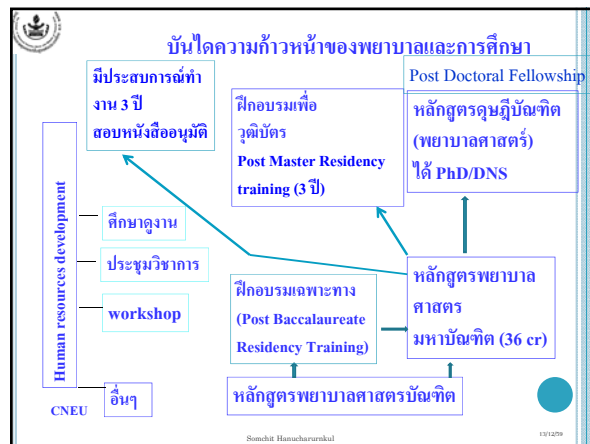 บันไดความก้าวหน้าของพยาบาลและการศึกษา
มีประสบการณ์ทำ
งาน 3 ปี
สอบหนังสืออนุมัติ
ฝึกอบรมเพื่อ
วุฒิบัตร
Post Master Residency
training (3 ปี)
Post Doctoral Fellowship
หลักสูตรดุษฎีบัณฑิต
(พยาบาลศาสตร์)
ได้ PhD/DNS
Human resources development
ศึกษาดูงาน
ประชุมวิชาการ
workshop
อื่นๆ
CNEU
ฝึกอบรมเฉพาะทาง
(Post Baccalaureate
Residency Training)
หลักสูตรพยาบาล
ศาสตร
มหาบัณฑิต (36 cr)
หลักสูตรพยาบาลศาสตรบัณฑิต
Somchit Hanucharurnkul
13/12/59